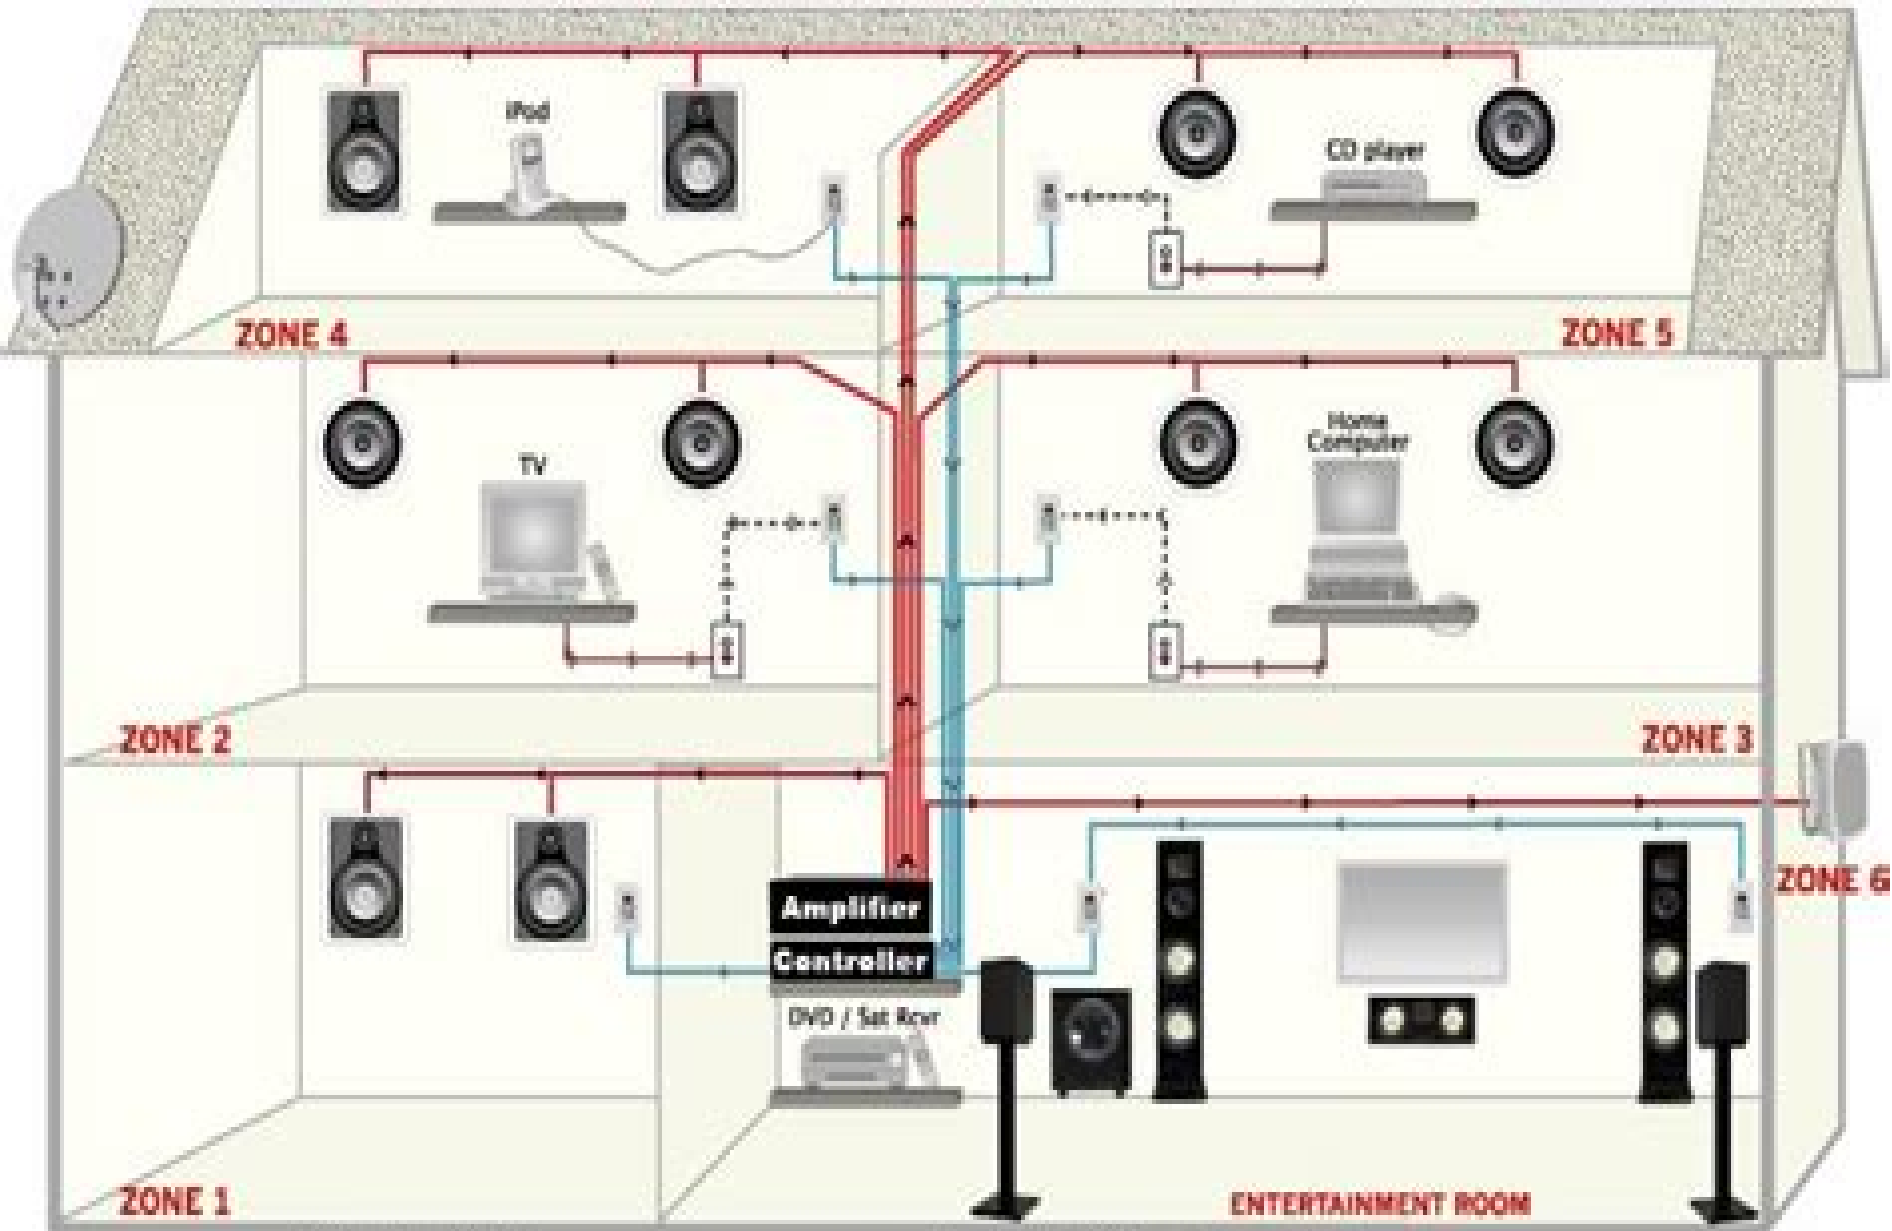 iPod
CD player
ZONE 4
ZONE 5
TV
Home
Computer
ZONE 2
ZONE 3
Amplifier
Controller
DVD / Sat Rcvr
ZONE 6
ZONE 1
ENTERTAINMENT ROOM